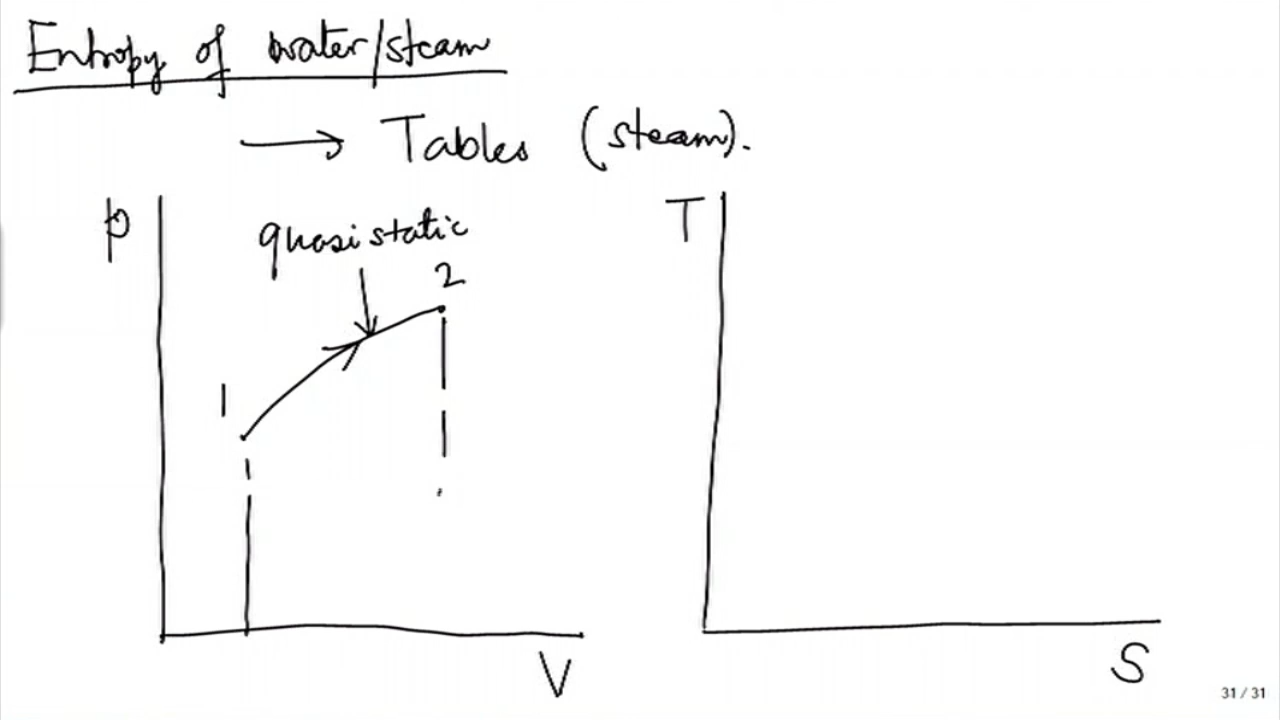 Entropy of water/steam
→ Tables (steam).
p
quasistatic
2
1
V
T
S
31 / 31